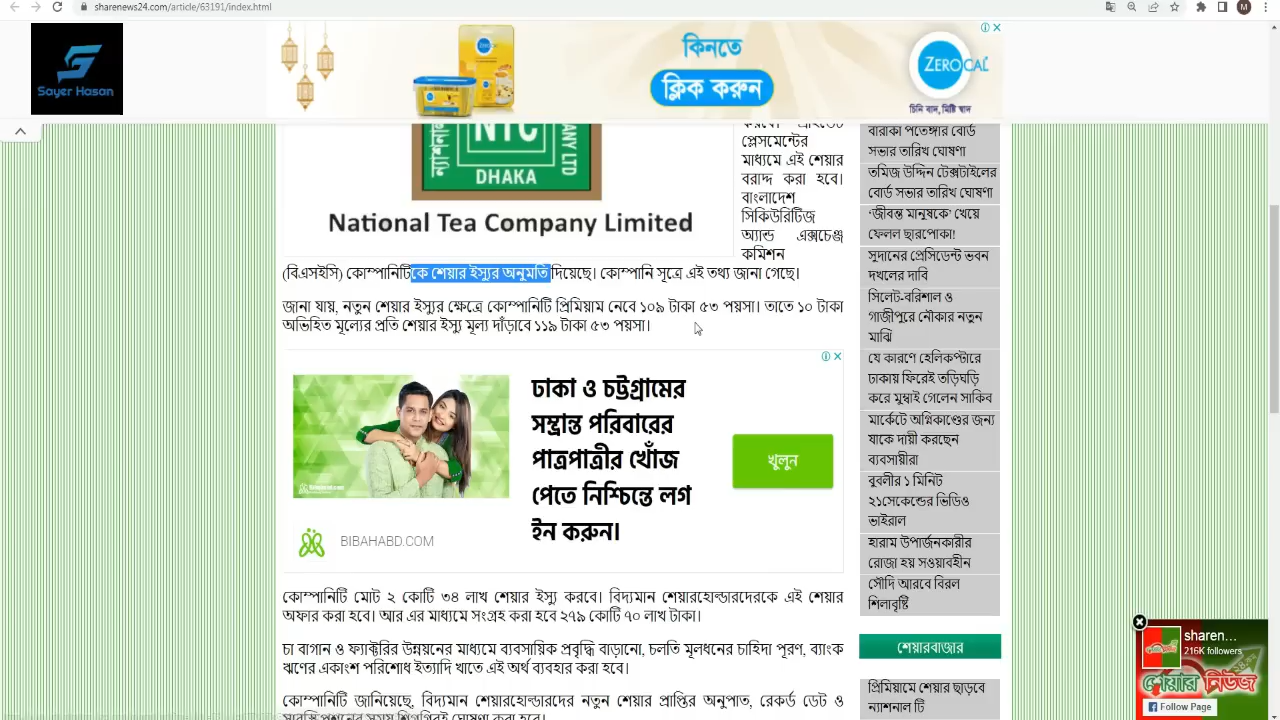 sharenews24.com/article/63191/index.html
M
Sayer Hasan
কিনতে
ক্লিক করুন
ZEROCAL
চিনি বাদ, মিষ্টি স্বাদ
ন্যাশনাল
NTC
ANY LTD
DHAKA
National Tea Company Limited
প্লেসমেন্টের
মাধ্যমে এই শেয়ার
বরাদ্দ করা হবে।
বাংলাদেশ
সিকিউরিটিজ
অ্যান্ড এক্সচেঞ্জ
কমিশন
(বিএসইসি) কোম্পানিটিকে শেয়ার ইস্যুর অনুমতি দিয়েছে। কোম্পানি সূত্রে এই তথ্য জানা গেছে।
জানা যায়, নতুন শেয়ার ইস্যুর ক্ষেত্রে কোম্পানিটি প্রিমিয়াম নেবে ১০৯ টাকা ৫৩ পয়সা। তাতে ১০ টাকা
অভিহিত মূল্যের প্রতি শেয়ার ইস্যু মূল্য দাঁড়াবে ১১৯ টাকা ৫৩ পয়সা।
ঢাকা ও চট্টগ্রামের
সম্ভ্রান্ত পরিবারের
পাত্রপাত্রীর খোঁজ
পেতে নিশ্চিন্তে লগ
ইন করুন।
খুলুন
BIBAHABD.COM
কোম্পানিটি মোট ২ কোটি ৩৪ লাখ শেয়ার ইস্যু করবে। বিদ্যমান শেয়ারহোল্ডারদেরকে এই শেয়ার
অফার করা হবে। আর এর মাধ্যমে সংগ্রহ করা হবে ২৭৯ কোটি ৭০ লাখ টাকা।
চা বাগান ও ফ্যাক্টরির উন্নয়নের মাধ্যমে ব্যবসায়িক প্রবৃদ্ধি বাড়ানো, চলতি মূলধনের চাহিদা পূরণ, ব্যাংক
ঋণের একাংশ পরিশোধ ইত্যাদি খাতে এই অর্থ ব্যবহার করা হবে।
কোম্পানিটি জানিয়েছে, বিদ্যমান শেয়ারহোল্ডারদের নতুন শেয়ার প্রাপ্তির অনুপাত, রেকর্ড ডেট ও
বারাকা পতেঙ্গার বোর্ড
সভার তারিখ ঘোষণা
তমিজ উদ্দিন টেক্সটাইলের
বোর্ড সভার তারিখ ঘোষণা
‘জীবন্ত মানুষকে’ খেয়ে
ফেলল ছারপোকা!
সুদানের প্রেসিডেন্ট ভবন
দখলের দাবি
সিলেট-বরিশাল ও
গাজীপুরে নৌকার নতুন
মাঝি
যে কারণে হেলিকপ্টারে
ঢাকায় ফিরেই তড়িঘড়ি
করে মুম্বাই গেলেন সাকিব
মার্কেটে অগ্নিকাণ্ডের জন্য
যাকে দায়ী করছেন
ব্যবসায়ীরা
বুবলীর ১ মিনিট
২১সেকেন্ডের ভিডিও
ভাইরাল
হারাম উপার্জনকারীর
রোজা হয় সওয়াবহীন
সৌদি আরবে বিরল
শিলাবৃষ্টি
শেয়ারবাজার
প্রিমিয়ামে শেয়ার ছাড়বে
ন্যাশনাল টি
sharen...
216K followers
শেয়ার নিউজ
Follow Page